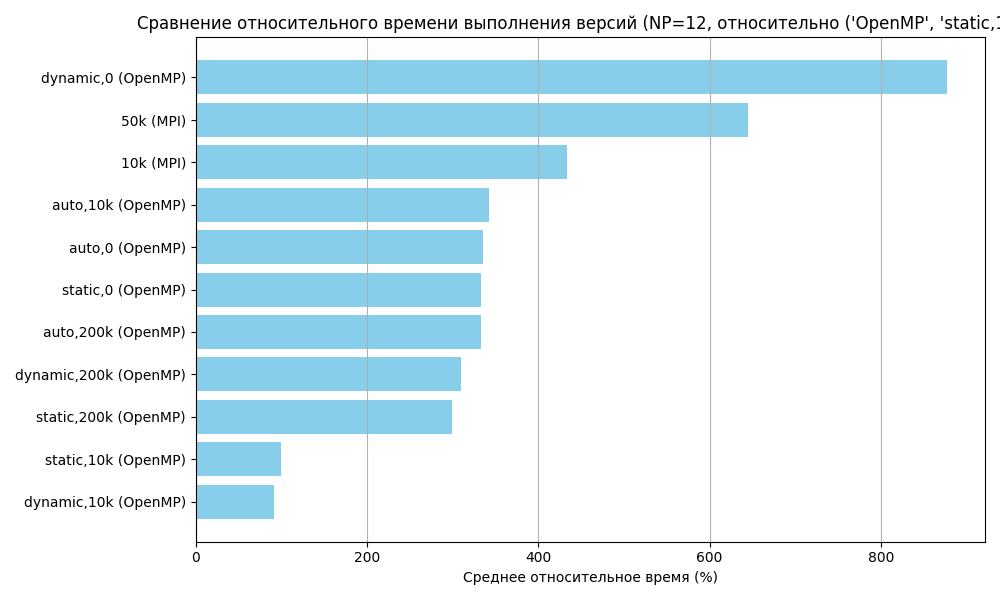 Сравнение относительного времени выполнения версий (NP=12, относительно ('OpenMP', 'static,1
dynamic,0 (OpenMP)
50k (MPI)
10k (MPI)
auto,10k (OpenMP)
auto,0 (OpenMP)
static,0 (OpenMP)
auto,200k (OpenMP)
dynamic,200k (OpenMP)
static,200k (OpenMP)
static,10k (OpenMP)
dynamic,10k (OpenMP)
0 200 400 600 800
Среднее относительное время (%)